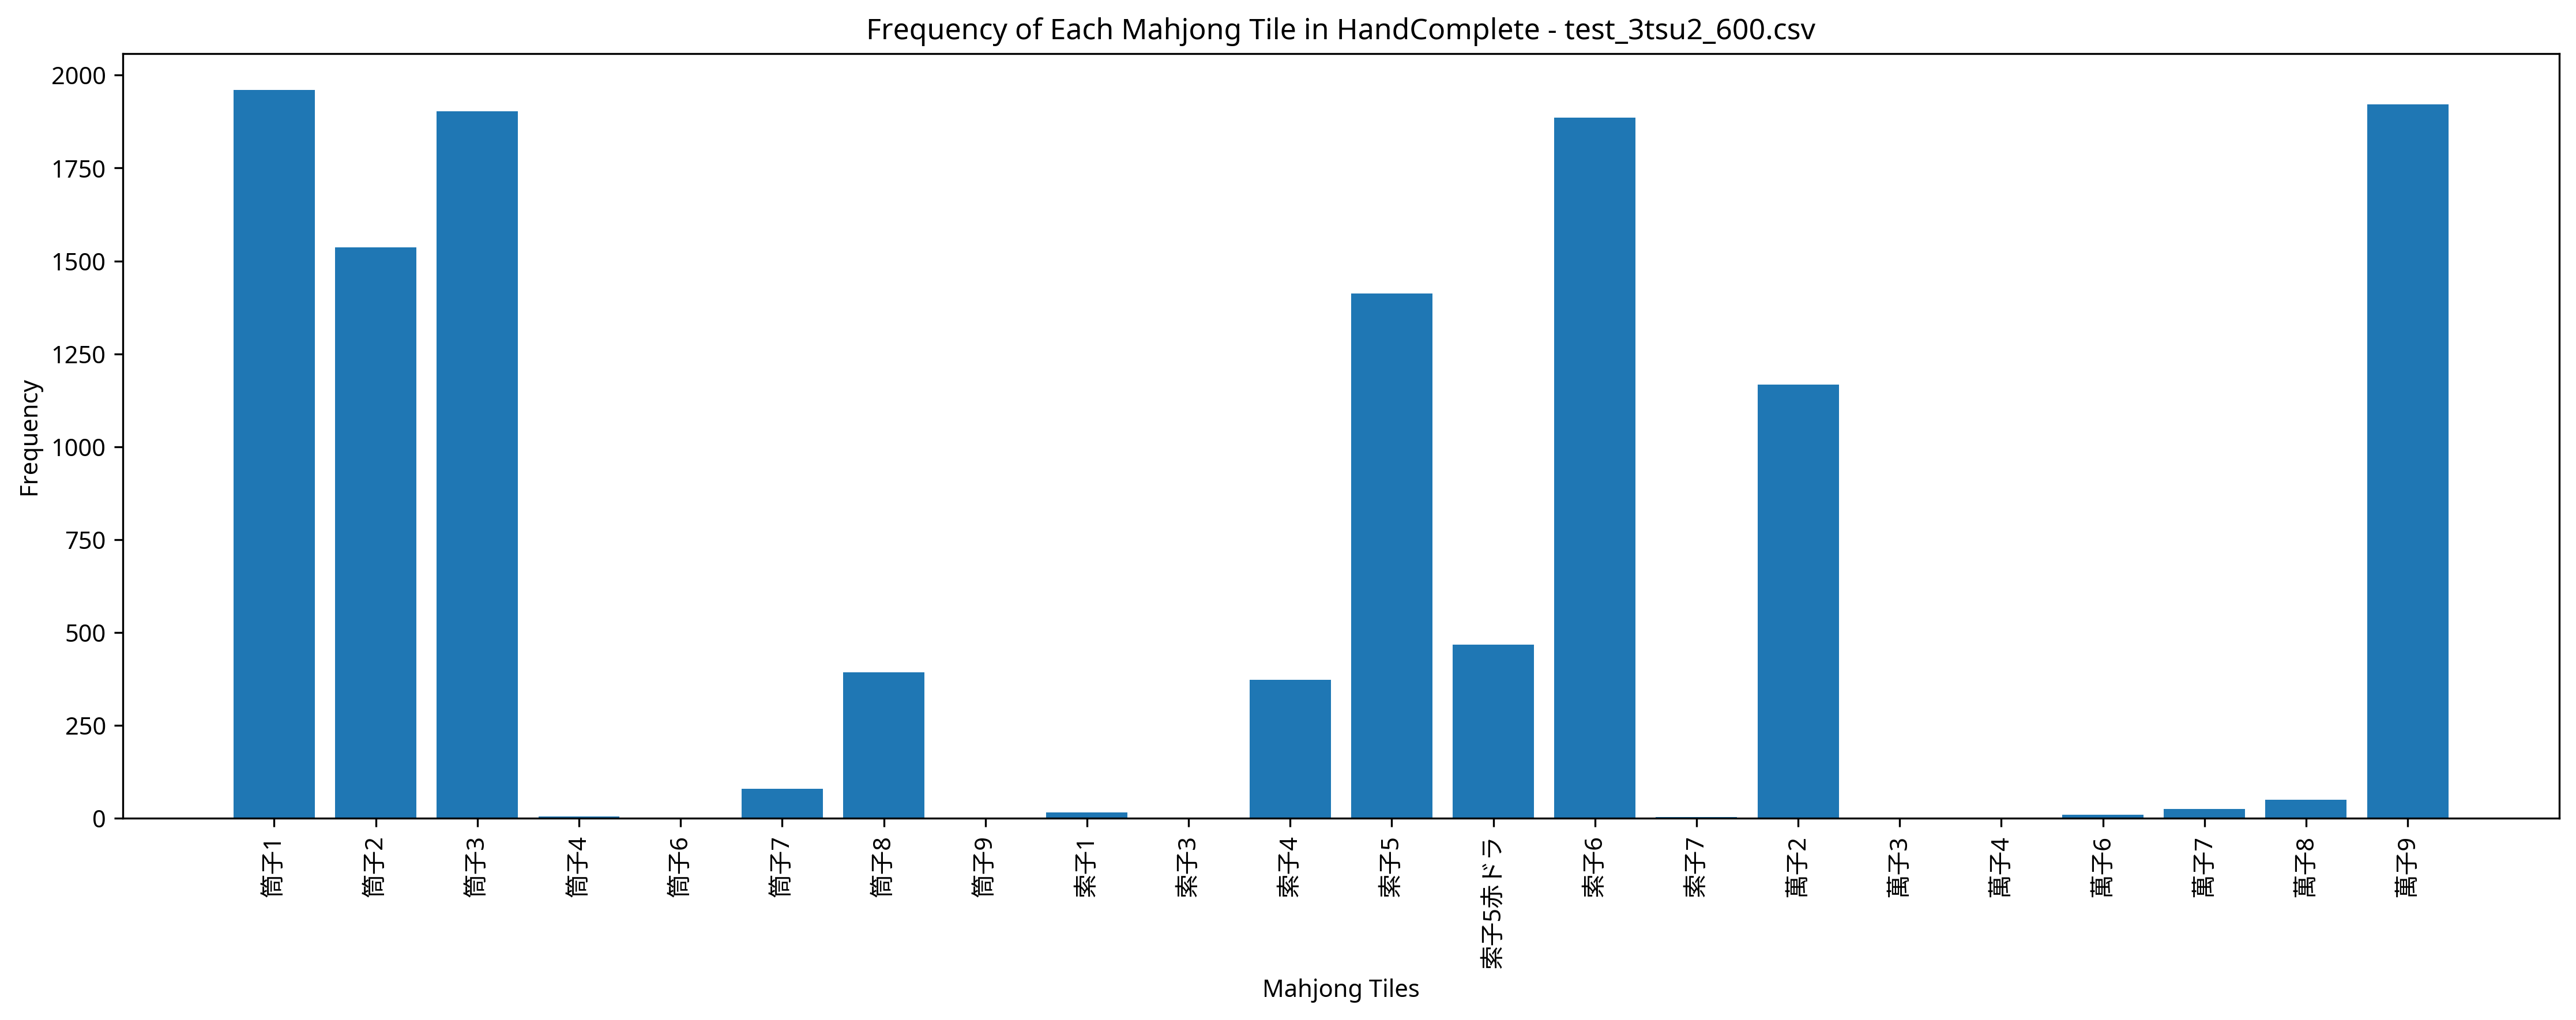 Frequency of Each Mahjong Tile in HandComplete - test_3tsu2_600.csv
Frequency
2000
1750
1500
1250
1000
750
500
250
0
筒子1
筒子2
筒子3
筒子4
筒子6
筒子7
筒子8
筒子9
索子1
索子3
索子4
索子5
索子5赤ドラ
索子6
索子7
萬子2
萬子3
萬子4
萬子6
萬子7
萬子8
萬子9
Mahjong Tiles